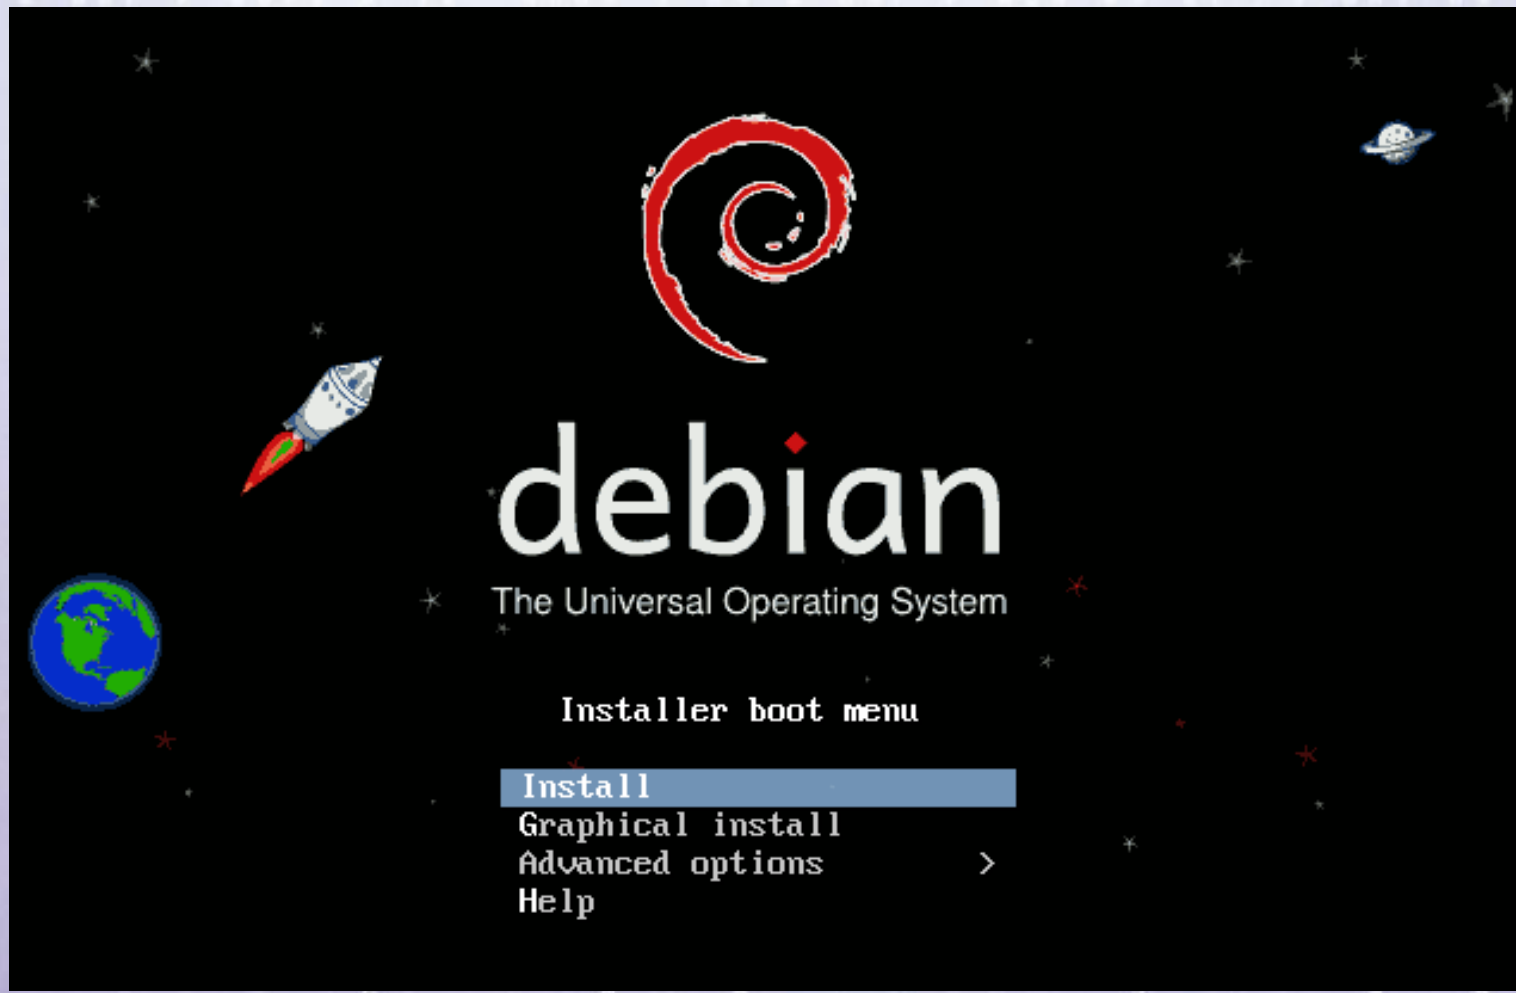 debian
The Universal Operating System
Installer boot menu
Install
Graphical install
Advanced options >
Help